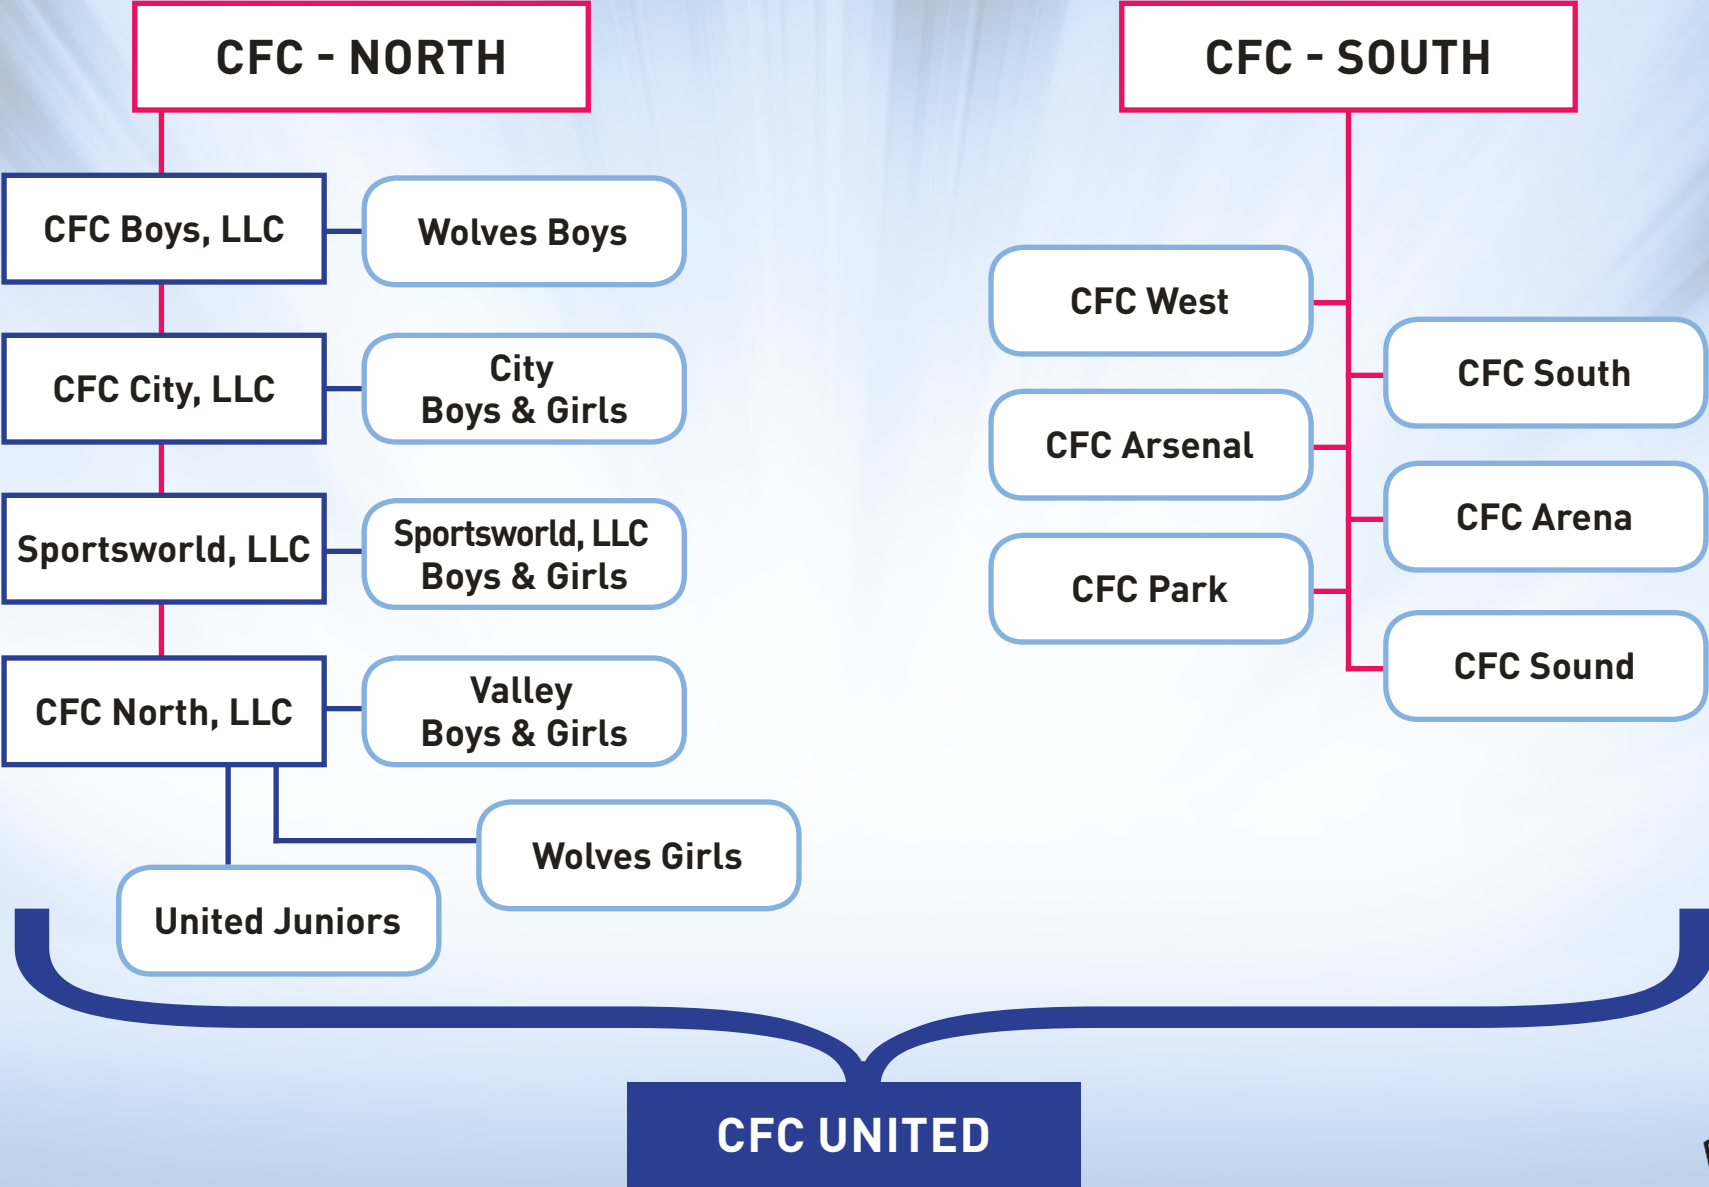 CFC - NORTH
CFC Boys, LLC
Wolves Boys
CFC City, LLC
City
Boys & Girls
Sportsworld, LLC
Sportsworld, LLC
Boys & Girls
CFC North, LLC
Valley
Boys & Girls
Wolves Girls
United Juniors
CFC - SOUTH
CFC West
CFC South
CFC Arsenal
CFC Arena
CFC Park
CFC Sound
CFC UNITED